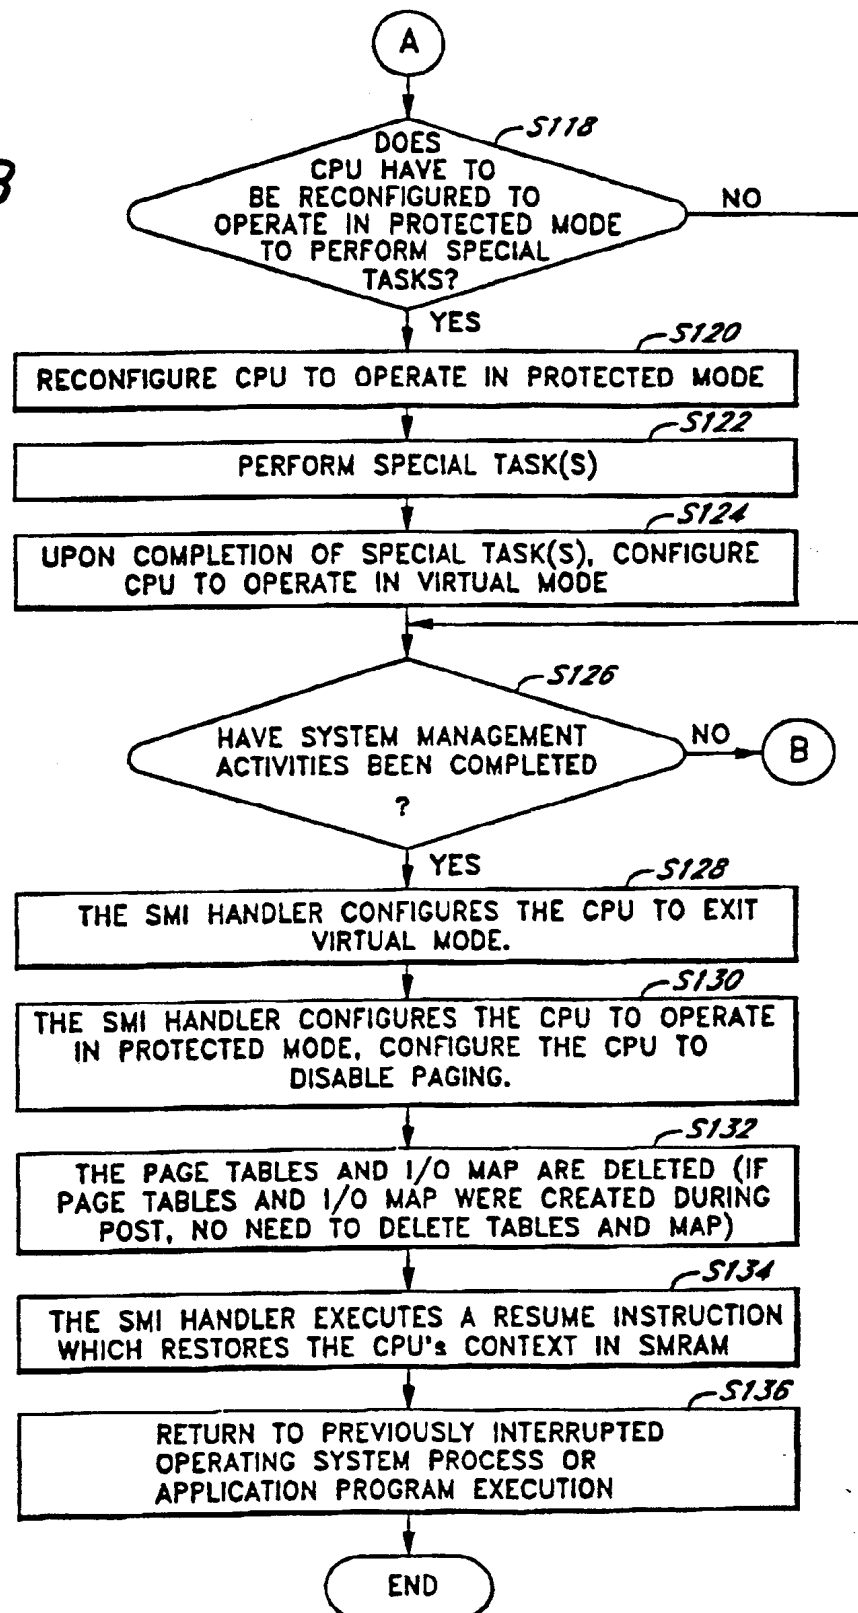 A
S118
DOES
CPU HAVE TO
BE RECONFIGURED TO
OPERATE IN PROTECTED MODE
TO PERFORM SPECIAL
TASKS?
NO
YES
S120
RECONFIGURE CPU TO OPERATE IN PROTECTED MODE
S122
PERFORM SPECIAL TASK(S)
S124
UPON COMPLETION OF SPECIAL TASK(S), CONFIGURE
CPU TO OPERATE IN VIRTUAL MODE
S126
HAVE SYSTEM MANAGEMENT
ACTIVITIES BEEN COMPLETED
?
NO
B
YES
S128
THE SMI HANDLER CONFIGURES THE CPU TO EXIT
VIRTUAL MODE.
S130
THE SMI HANDLER CONFIGURES THE CPU TO OPERATE
IN PROTECTED MODE, CONFIGURE THE CPU TO
DISABLE PAGING.
S132
THE PAGE TABLES AND I/O MAP ARE DELETED (IF
PAGE TABLES AND I/O MAP WERE CREATED DURING
POST, NO NEED TO DELETE TABLES AND MAP)
S134
THE SMI HANDLER EXECUTES A RESUME INSTRUCTION
WHICH RESTORES THE CPU's CONTEXT IN SMRAM
S136
RETURN TO PREVIOUSLY INTERRUPTED
OPERATING SYSTEM PROCESS OR
APPLICATION PROGRAM EXECUTION
END